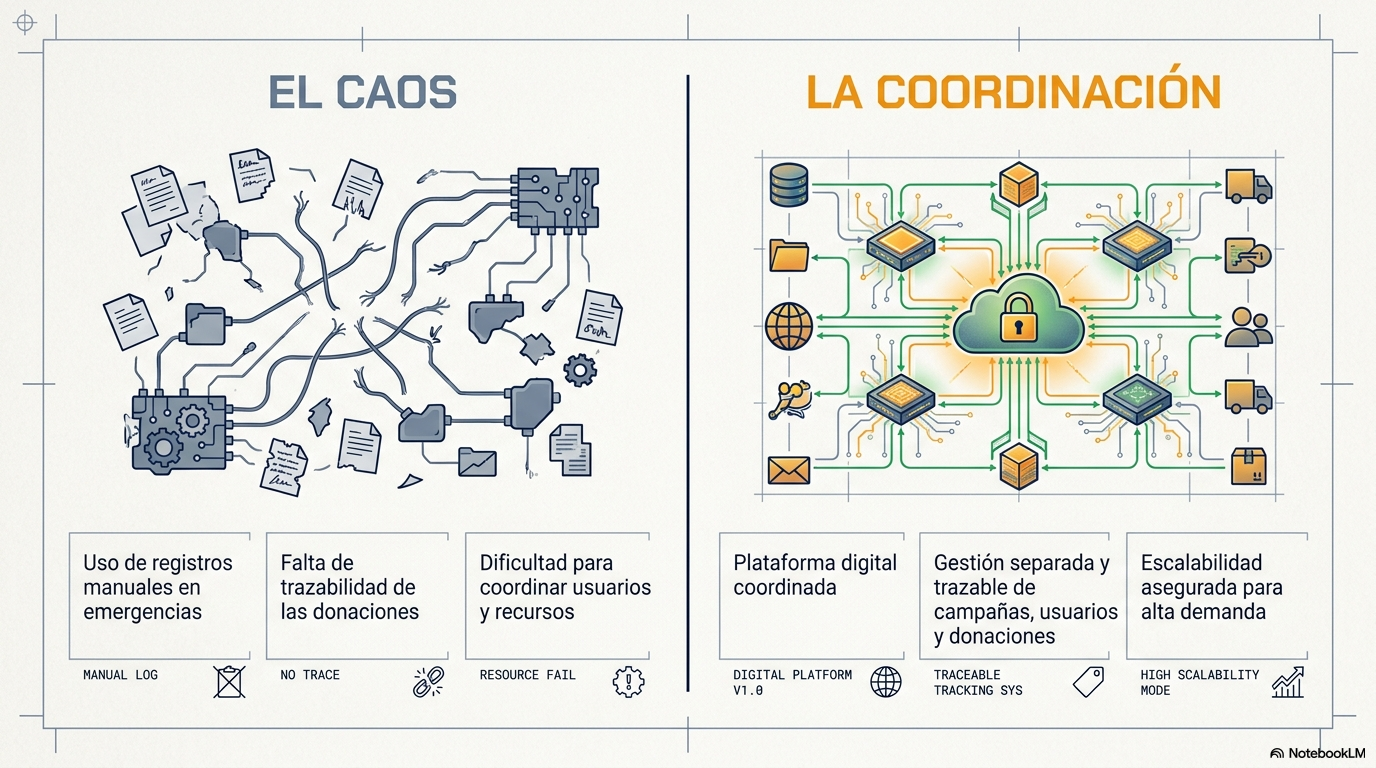 EL CAOS
LA COORDINACIÓN
Uso de registros
manuales en
emergencias
MANUAL LOG
Falta de
trazabilidad de
las donaciones
NO TRACE
Dificultad para
coordinar usuarios
y recursos
RESOURCE FAIL
Plataforma digital
coordinada
DIGITAL PLATFORM
V1.0
Gestión separada y
trazable de
campañas, usuarios
y donaciones
TRACEABLE
TRACKING SYS
Escalabilidad
asegurada para
alta demanda
HIGH SCALABILITY
MODE
NotebookLM